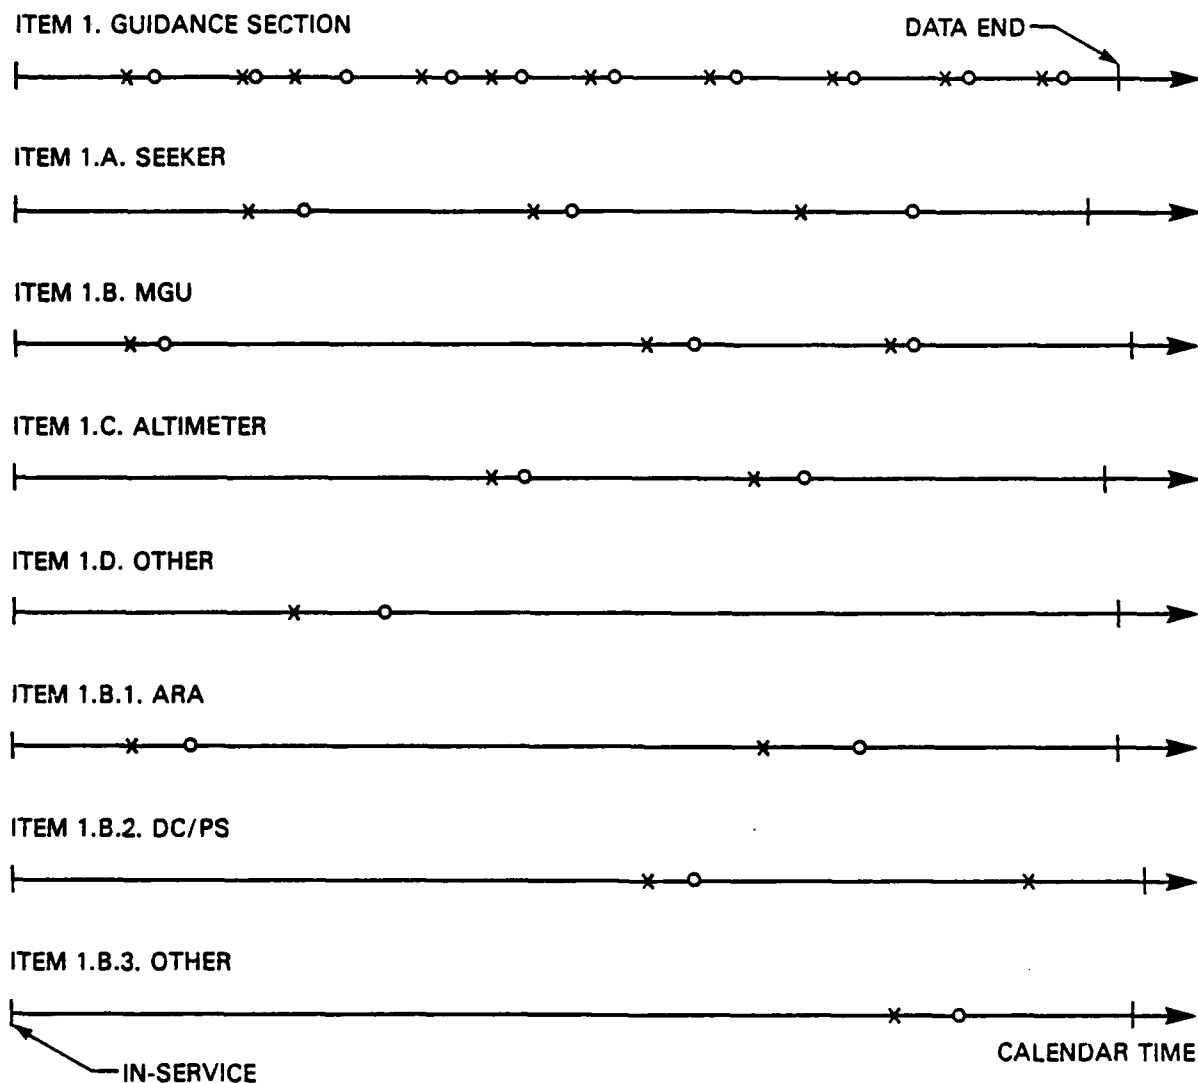 ITEM 1. GUIDANCE SECTION
DATA END
ITEM 1.A. SEEKER
ITEM 1.B. MGU
ITEM 1.C. ALTIMETER
ITEM 1.D. OTHER
ITEM 1.B.1. ARA
ITEM 1.B.2. DC/PS
ITEM 1.B.3. OTHER
CALENDAR TIME
IN-SERVICE